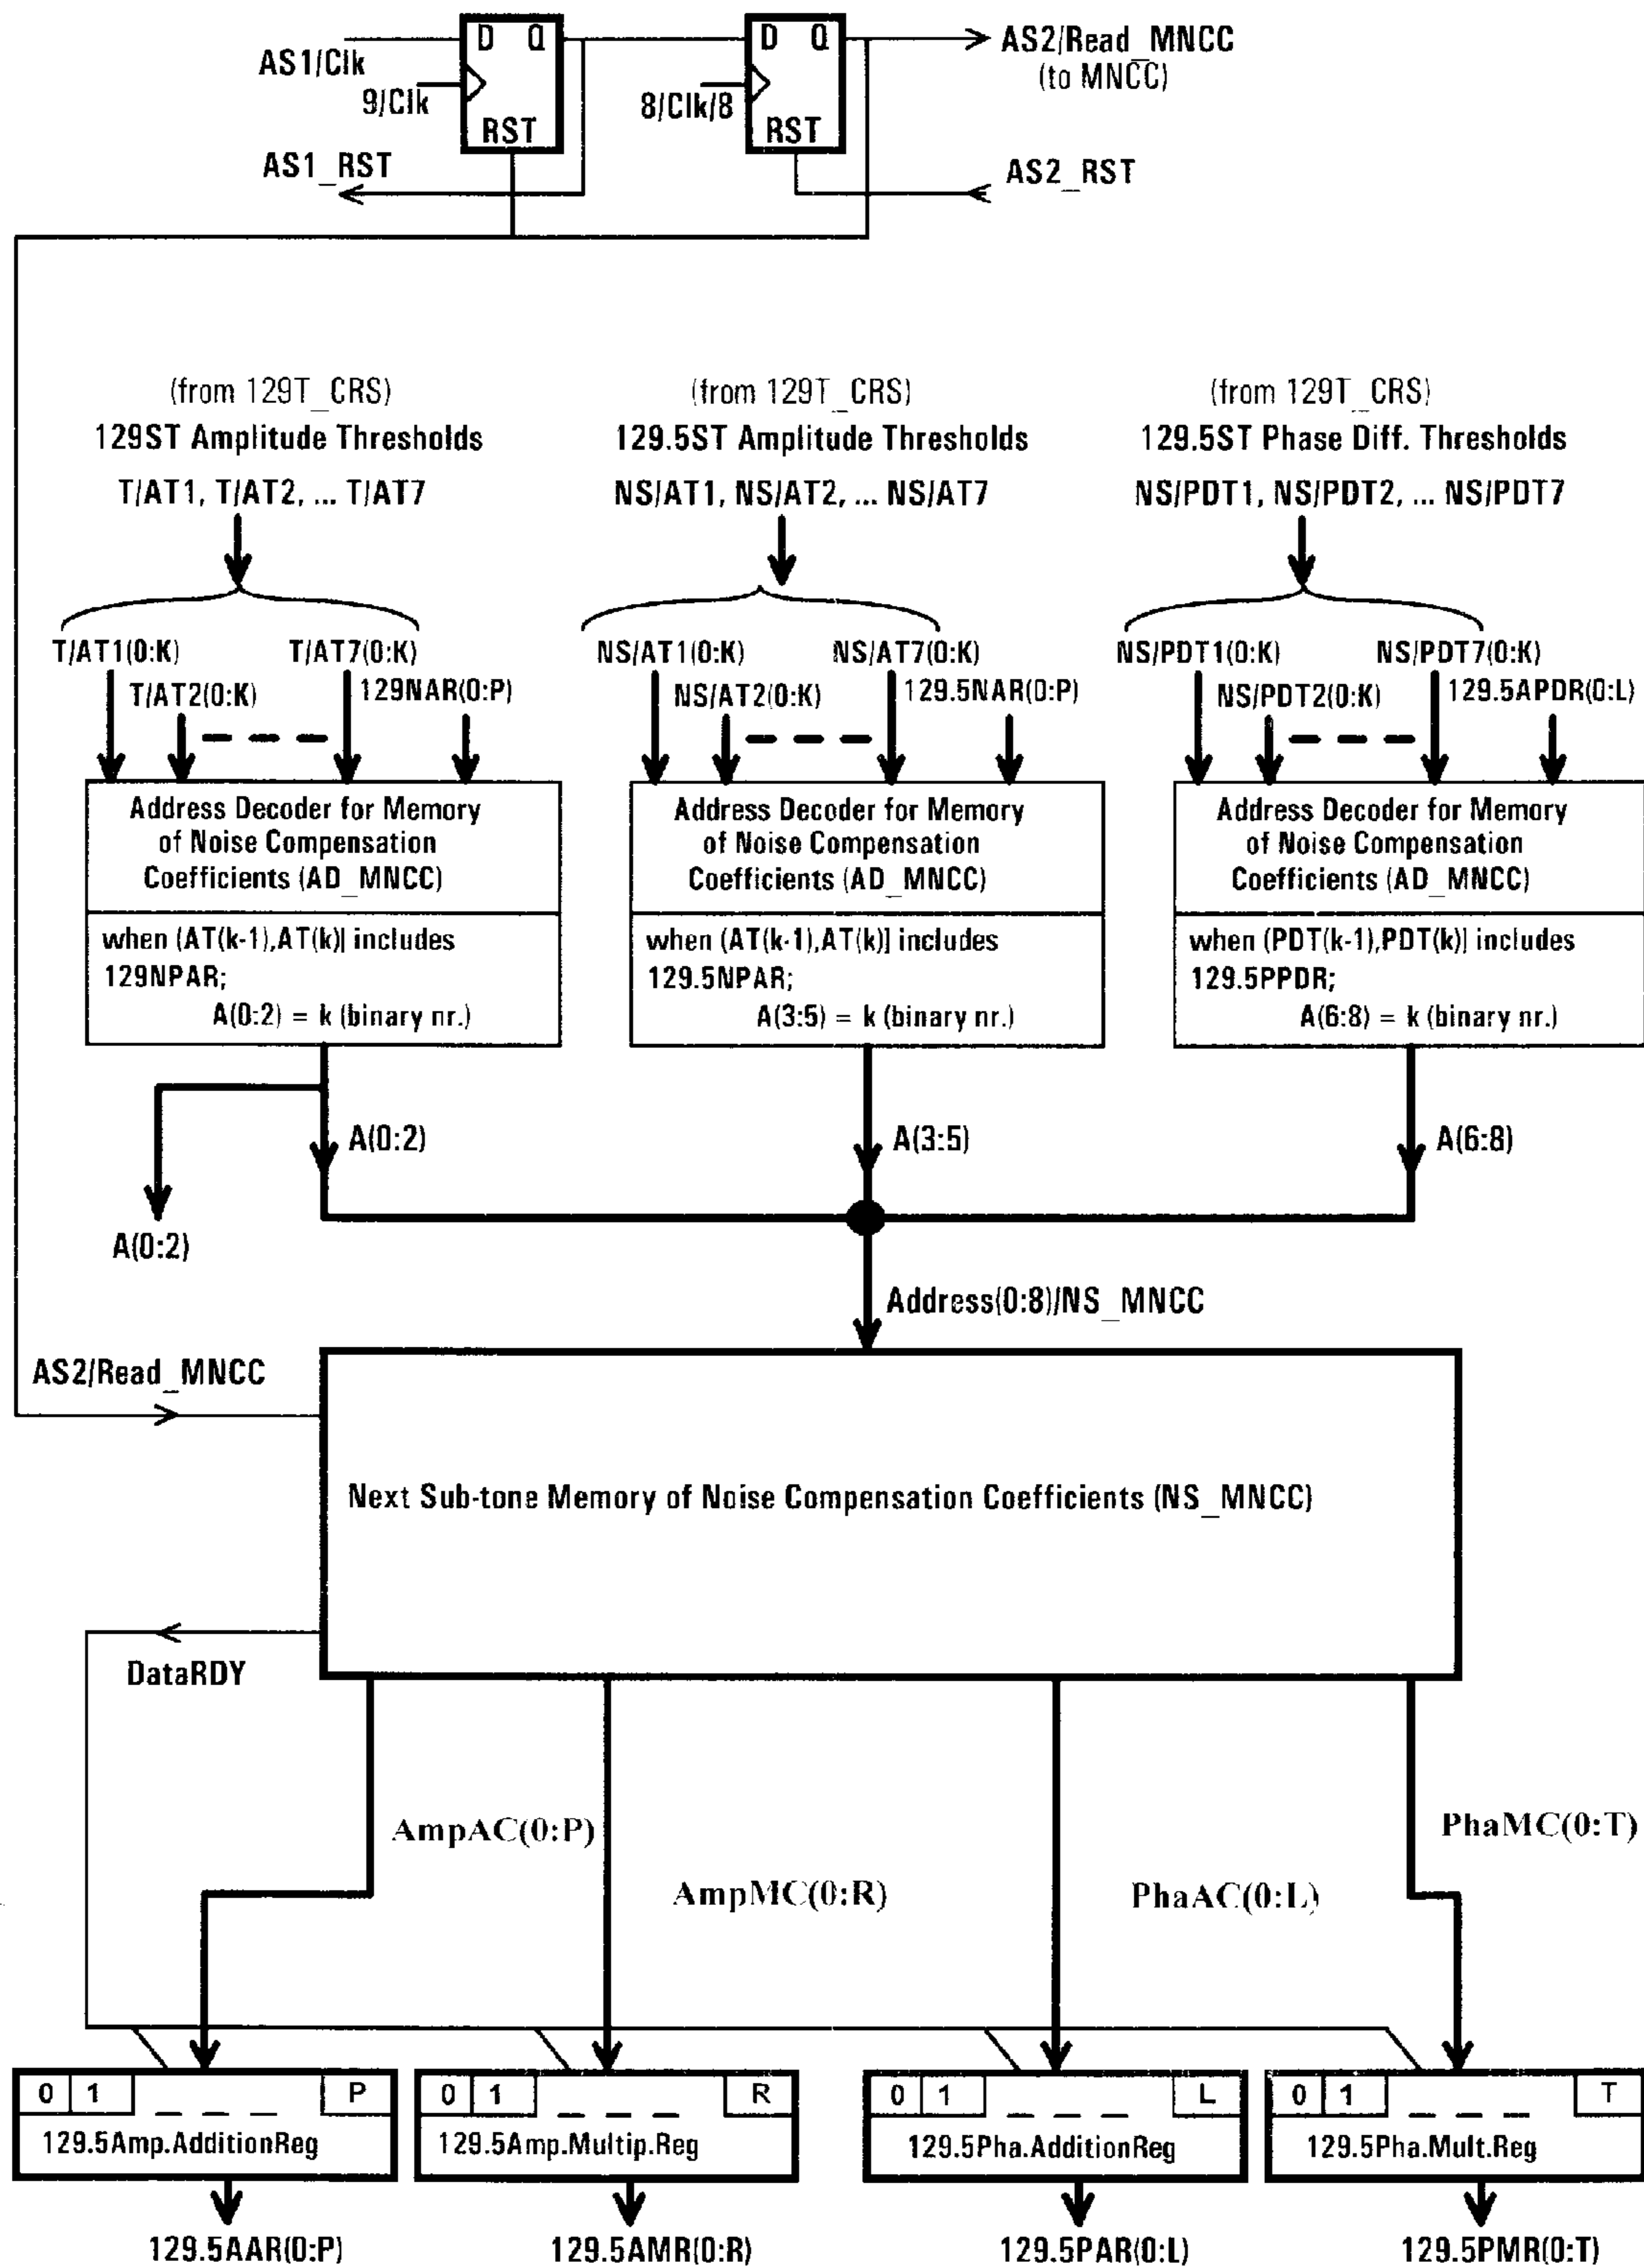 D Q
D Q
AS2/Read_MNCC
(to MNCC)
AS1/Clk
9/Clk
8/Clk/8
RST
RST
AS1_RST
AS2_RST
(from 129T_CRS)
129ST Amplitude Thresholds
T/AT1, T/AT2, ... T/AT7
(from 129T_CRS)
129.5ST Amplitude Thresholds
NS/AT1, NS/AT2, ... NS/AT7
(from 129T_CRS)
129.5ST Phase Diff. Thresholds
NS/PDT1, NS/PDT2, ... NS/PDT7
T/AT1(0:K)
T/AT7(0:K)
T/AT2(0:K)
129NAR(0:P)
NS/AT1(0:K)
NS/AT7(0:K)
NS/AT2(0:K)
129.5NAR(0:P)
NS/PDT1(0:K)
NS/PDT7(0:K)
NS/PDT2(0:K)
129.5APDR(0:L)
Address Decoder for Memory
of Noise Compensation
Coefficients (AD_MNCC)
when (AT(k-1),AT(k)] includes
129NPAR;
A(0:2) = k (binary nr.)
Address Decoder for Memory
of Noise Compensation
Coefficients (AD_MNCC)
when (AT(k-1),AT(k)] includes
129.5NPAR;
A(3:5) = k (binary nr.)
Address Decoder for Memory
of Noise Compensation
Coefficients (AD_MNCC)
when (PDT(k-1),PDT(k)] includes
129.5PPDR;
A(6:8) = k (binary nr.)
A(0:2)
A(3:5)
A(6:8)
A(0:2)
Address(0:8)/NS_MNCC
AS2/Read_MNCC
Next Sub-tone Memory of Noise Compensation Coefficients (NS_MNCC)
DataRDY
AmpAC(0:P)
AmpMC(0:R)
PhaAC(0:L)
PhaMC(0:T)
0 1 P
129.5Amp.AdditionReg
0 1 R
129.5Amp.Multip.Reg
0 1 L
129.5Pha.AdditionReg
0 1 T
129.5Pha.Mult.Reg
129.5AAR(0:P)
129.5AMR(0:R)
129.5PAR(0:L)
129.5PMR(0:T)